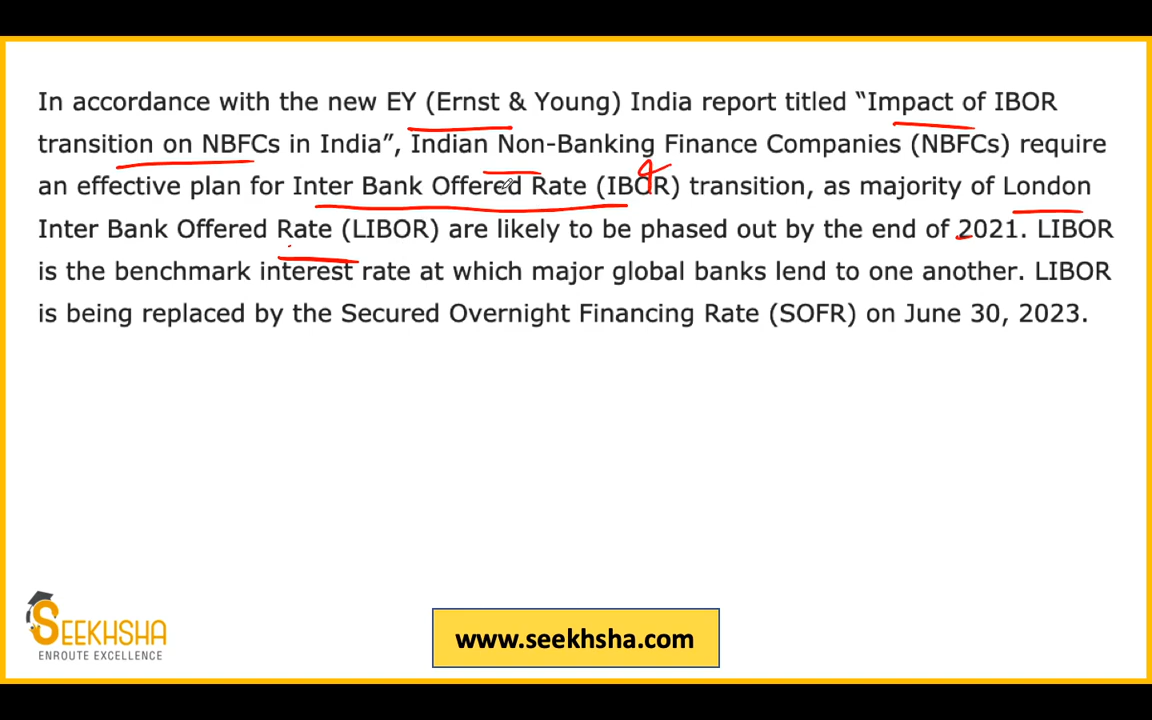 In accordance with the new EY (Ernst & Young) India report titled “Impact of IBOR
transition on NBFCs in India”, Indian Non-Banking Finance Companies (NBFCs) require
an effective plan for Inter Bank Offered Rate (IBOR) transition, as majority of London
Inter Bank Offered Rate (LIBOR) are likely to be phased out by the end of 2021. LIBOR
is the benchmark interest rate at which major global banks lend to one another. LIBOR
is being replaced by the Secured Overnight Financing Rate (SOFR) on June 30, 2023.
SEEKHSHA
ENROUTE EXCELLENCE
www.seekhsha.com